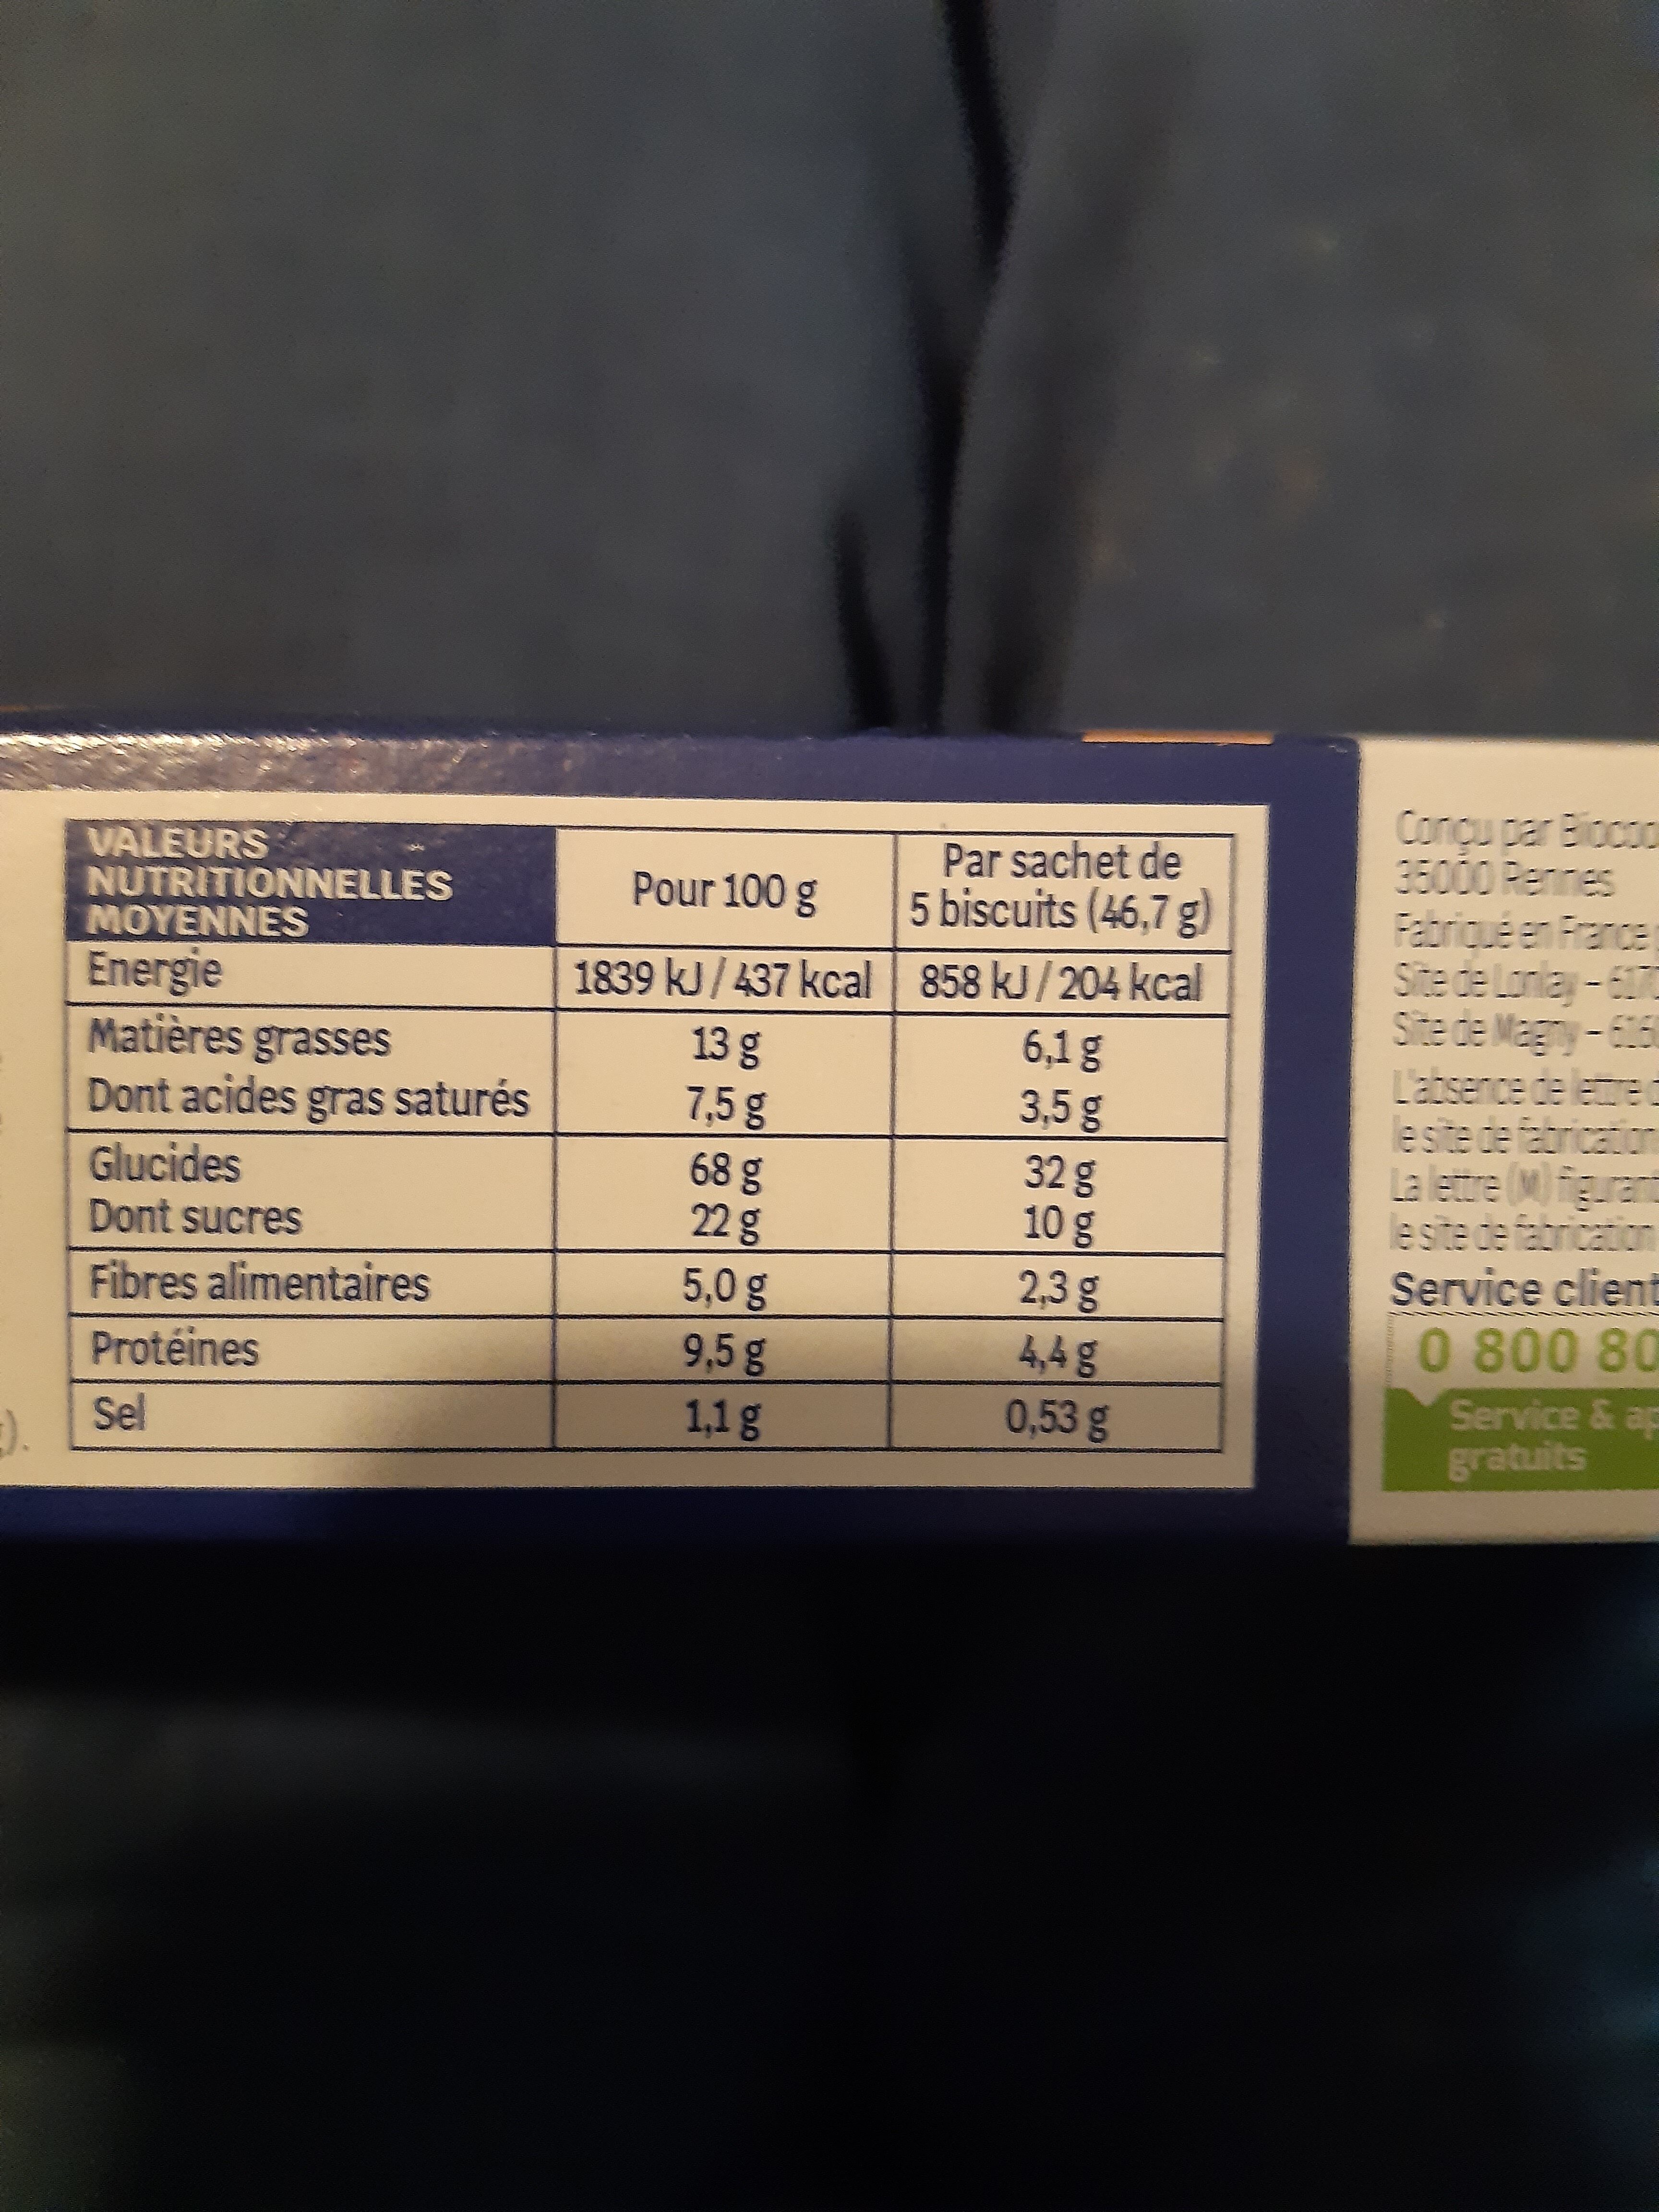 VALEURS
NUTRITIONNELLES
MOYENNES
Pour 100 g
Par sachet de
5 biscuits (46,7 g)
Energie 1839 kJ / 437 kcal 858 kJ / 204 kcal
Matières grasses 13 g 6,1 g
Dont acides gras saturés 7,5 g 3,5 g
Glucides 68 g 32 g
Dont sucres 22 g 10 g
Fibres alimentaires 5,0 g 2,3 g
Protéines 9,5 g 4,4 g
Sel 1,1 g 0,53 g
).
Conçu par
35000 Rennes
Fabriqué en France
Site de Lonlay –
Site de Magny –
L'absence de lettre
le site de fabrication
La lettre (M) figurant
le site de fabrication
Service client
0 800 80
Service &
gratuits